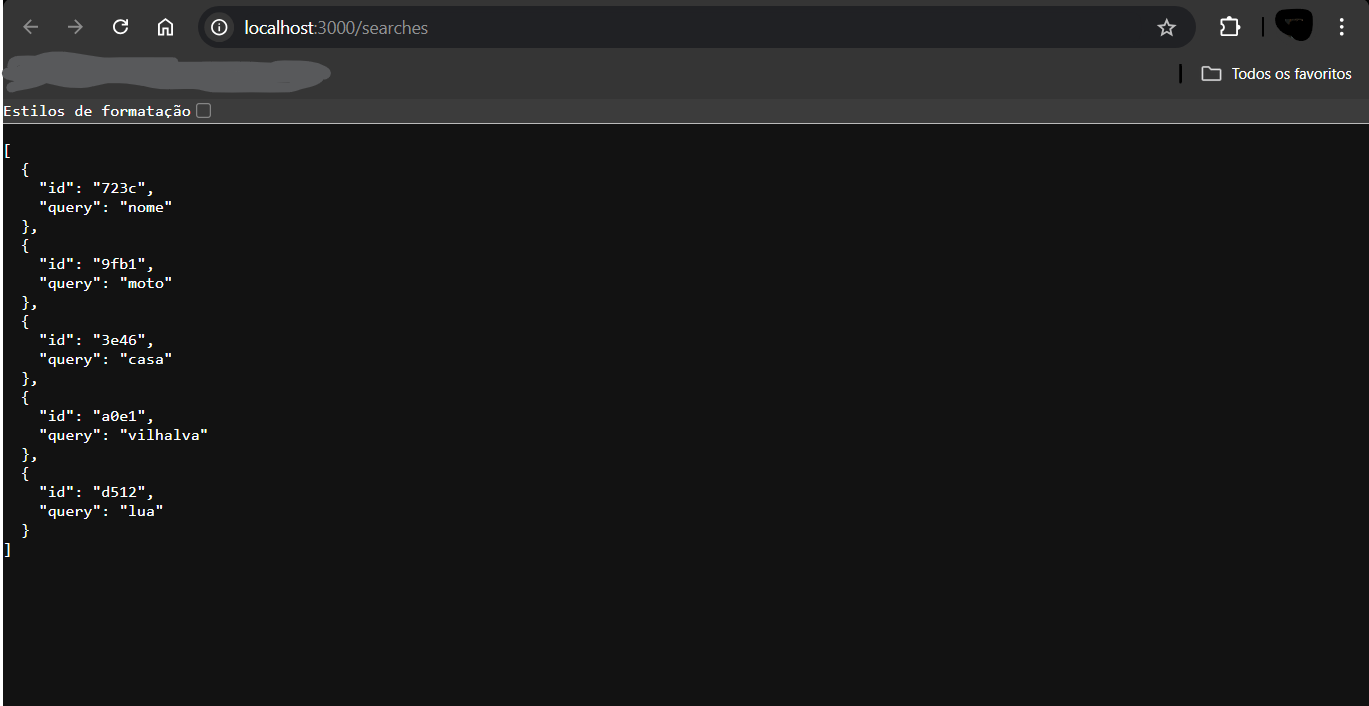 localhost:3000/searches
Todos os favoritos
Estilos de formatação
[
  {
    "id": "723c",
    "query": "nome"
  },
  {
    "id": "9fb1",
    "query": "moto"
  },
  {
    "id": "3e46",
    "query": "casa"
  },
  {
    "id": "a0e1",
    "query": "vilhalva"
  },
  {
    "id": "d512",
    "query": "lua"
  }
]